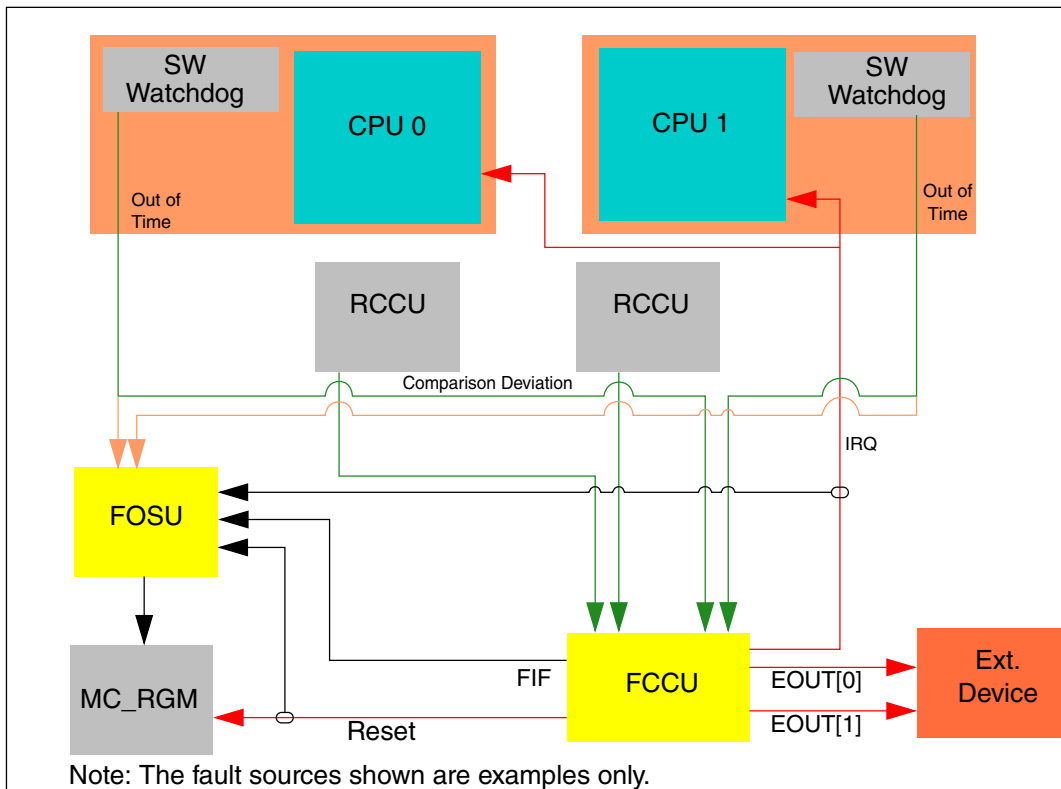 SW
Watchdog
CPU 0
CPU 1
SW
Watchdog
Out of
Time
Out of
Time
RCCU
RCCU
Comparison Deviation
IRQ
FOSU
FIF
FCCU
EOUT[0]
EOUT[1]
Ext.
Device
MC_RGM
Reset
Note: The fault sources shown are examples only.